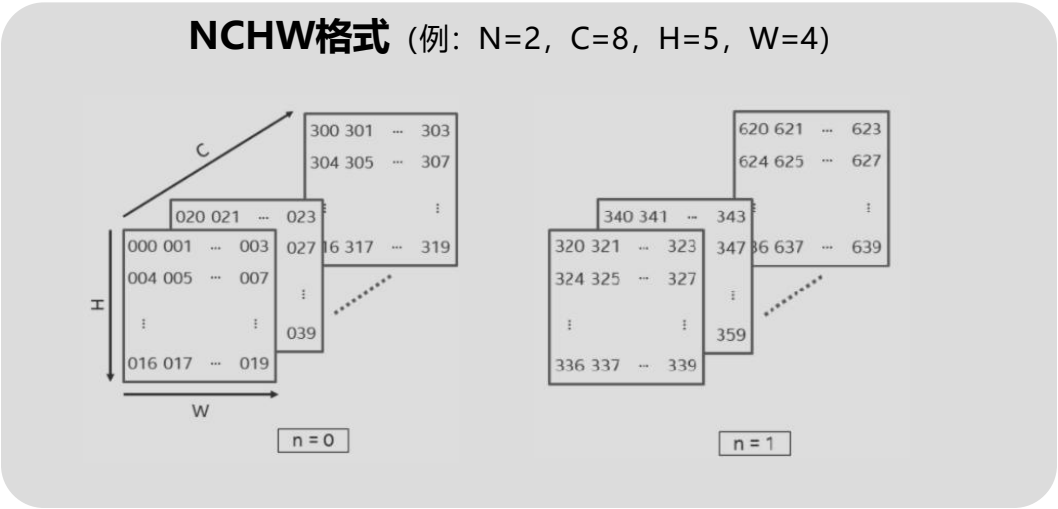 NCHW格式 (例：N=2，C=8，H=5，W=4)
C
300 301 ··· 303
304 305 ··· 307
⋮ ⋮
16 317 ··· 319
020 021 ··· 023
027
⋮
039
000 001 ··· 003
004 005 ··· 007
⋮ ⋮
016 017 ··· 019
H
W
n = 0
620 621 ··· 623
624 625 ··· 627
⋮ ⋮
36 637 ··· 639
340 341 ··· 343
347
⋮
359
320 321 ··· 323
324 325 ··· 327
⋮ ⋮
336 337 ··· 339
n = 1